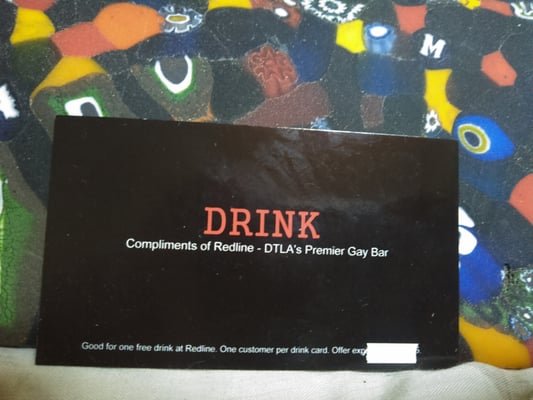 M
DRINK
Compliments of Redline - DTLA's Premier Gay Bar
Good for one free drink at Redline. One customer per drink card. Offer